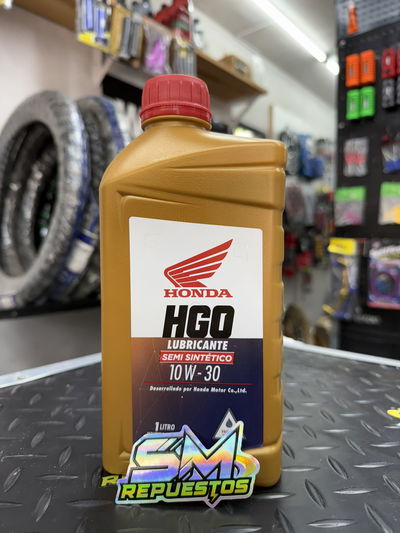 HONDA
HGO
LUBRICANTE
SEMI SINTÉTICO
10W-30
Desarrollado por Honda Motor Co.,Ltd.
1 LITRO
SM
REPUESTOS